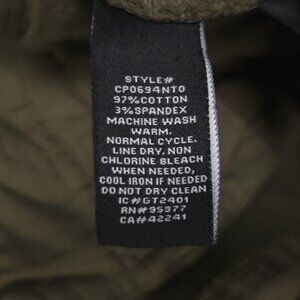 STYLE#
CP0694NTO
97%COTTON
3%SPANDEX
MACHINE WASH
WARM.
NORMAL CYCLE.
LINE DRY. NON
CHLORINE BLEACH
WHEN NEEDED,
COOL IRON IF NEEDED
DO NOT DRY CLEAN
IC#GT2401
RN#95377
CA#42241